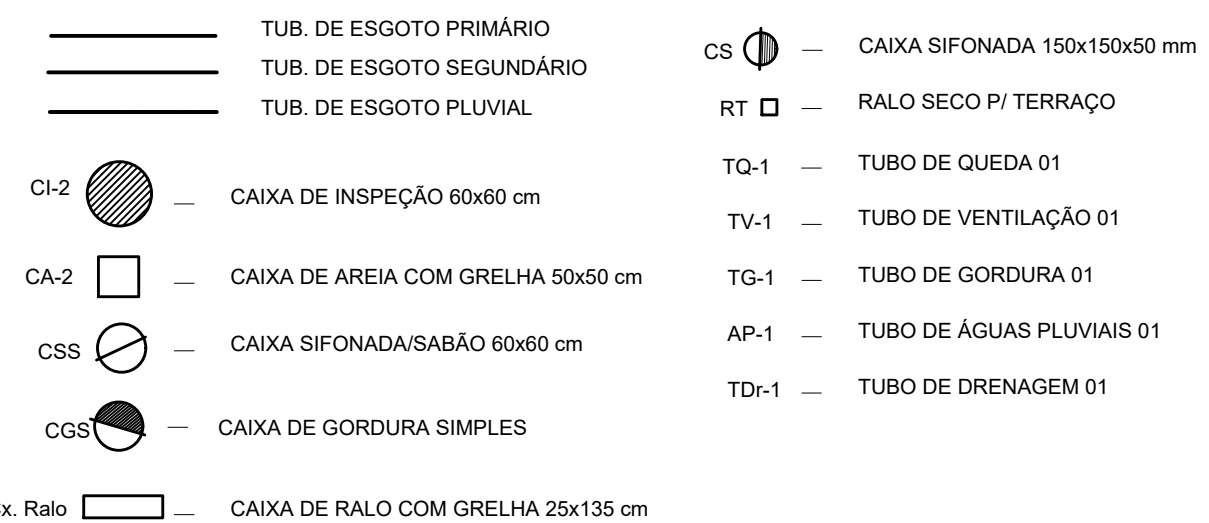 TUB. DE ESGOTO PRIMÁRIO
TUB. DE ESGOTO SEGUNDÁRIO
TUB. DE ESGOTO PLUVIAL
CI-2 — CAIXA DE INSPEÇÃO 60x60 cm
CA-2 — CAIXA DE AREIA COM GRELHA 50x50 cm
CSS — CAIXA SIFONADA/SABÃO 60x60 cm
CGS — CAIXA DE GORDURA SIMPLES
x. Ralo — CAIXA DE RALO COM GRELHA 25x135 cm
CS — CAIXA SIFONADA 150x150x50 mm
RT — RALO SECO P/ TERRAÇO
TQ-1 — TUBO DE QUEDA 01
TV-1 — TUBO DE VENTILAÇÃO 01
TG-1 — TUBO DE GORDURA 01
AP-1 — TUBO DE ÁGUAS PLUVIAIS 01
TDr-1 — TUBO DE DRENAGEM 01